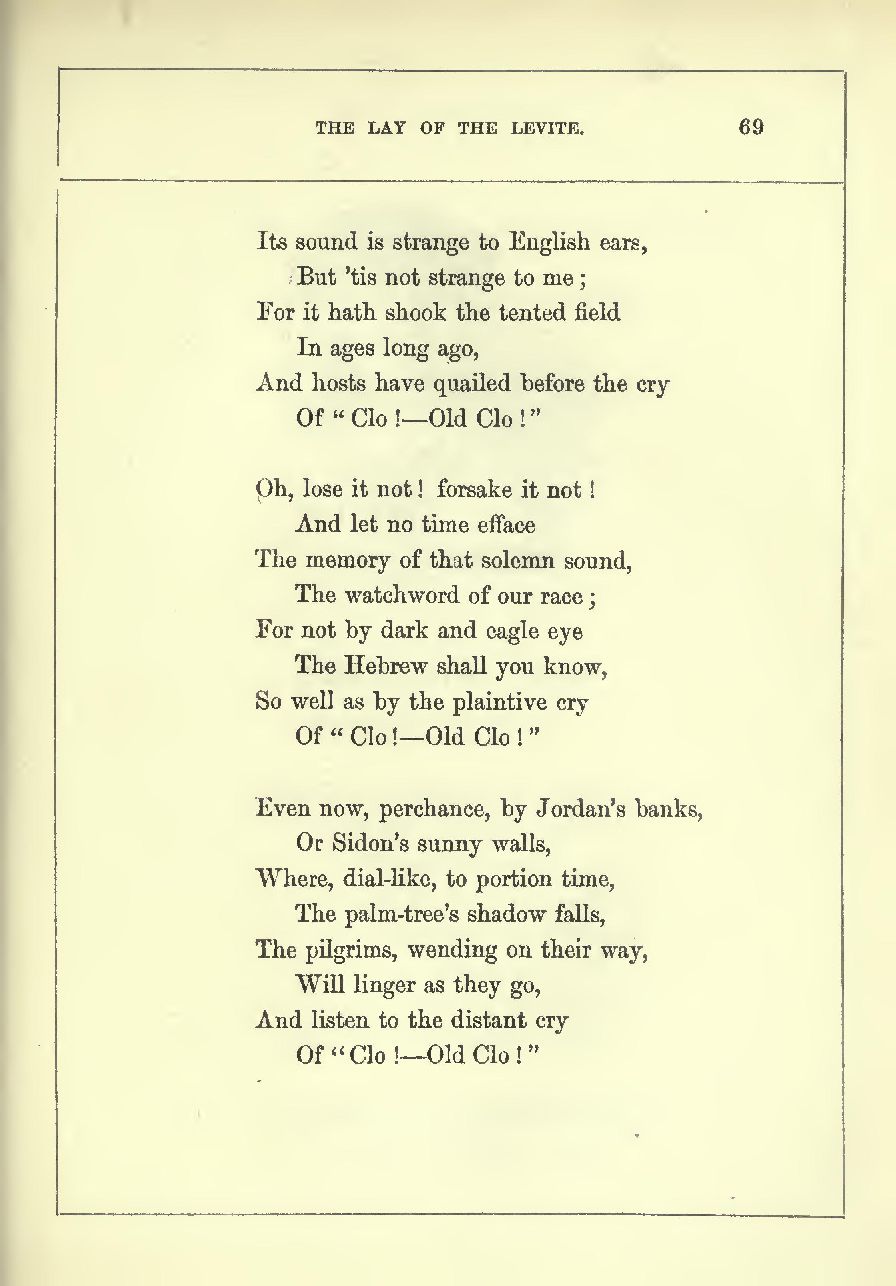 THE LAY OF THE LEVITE. 69
Its sound is strange to English ears,
But ’tis not strange to me;
For it hath shook the tented field
In ages long ago,
And hosts have quailed before the cry
Of “ Clo !—Old Clo ! ”
Oh, lose it not! forsake it not !
And let no time efface
The memory of that solemn sound,
The watchword of our race;
For not by dark and eagle eye
The Hebrew shall you know,
So well as by the plaintive cry
Of “ Clo !—Old Clo ! ”
Even now, perchance, by Jordan’s banks,
Or Sidon’s sunny walls,
Where, dial-like, to portion time,
The palm-tree’s shadow falls,
The pilgrims, wending on their way,
Will linger as they go,
And listen to the distant cry
Of “Clo !—Old Clo ! ”